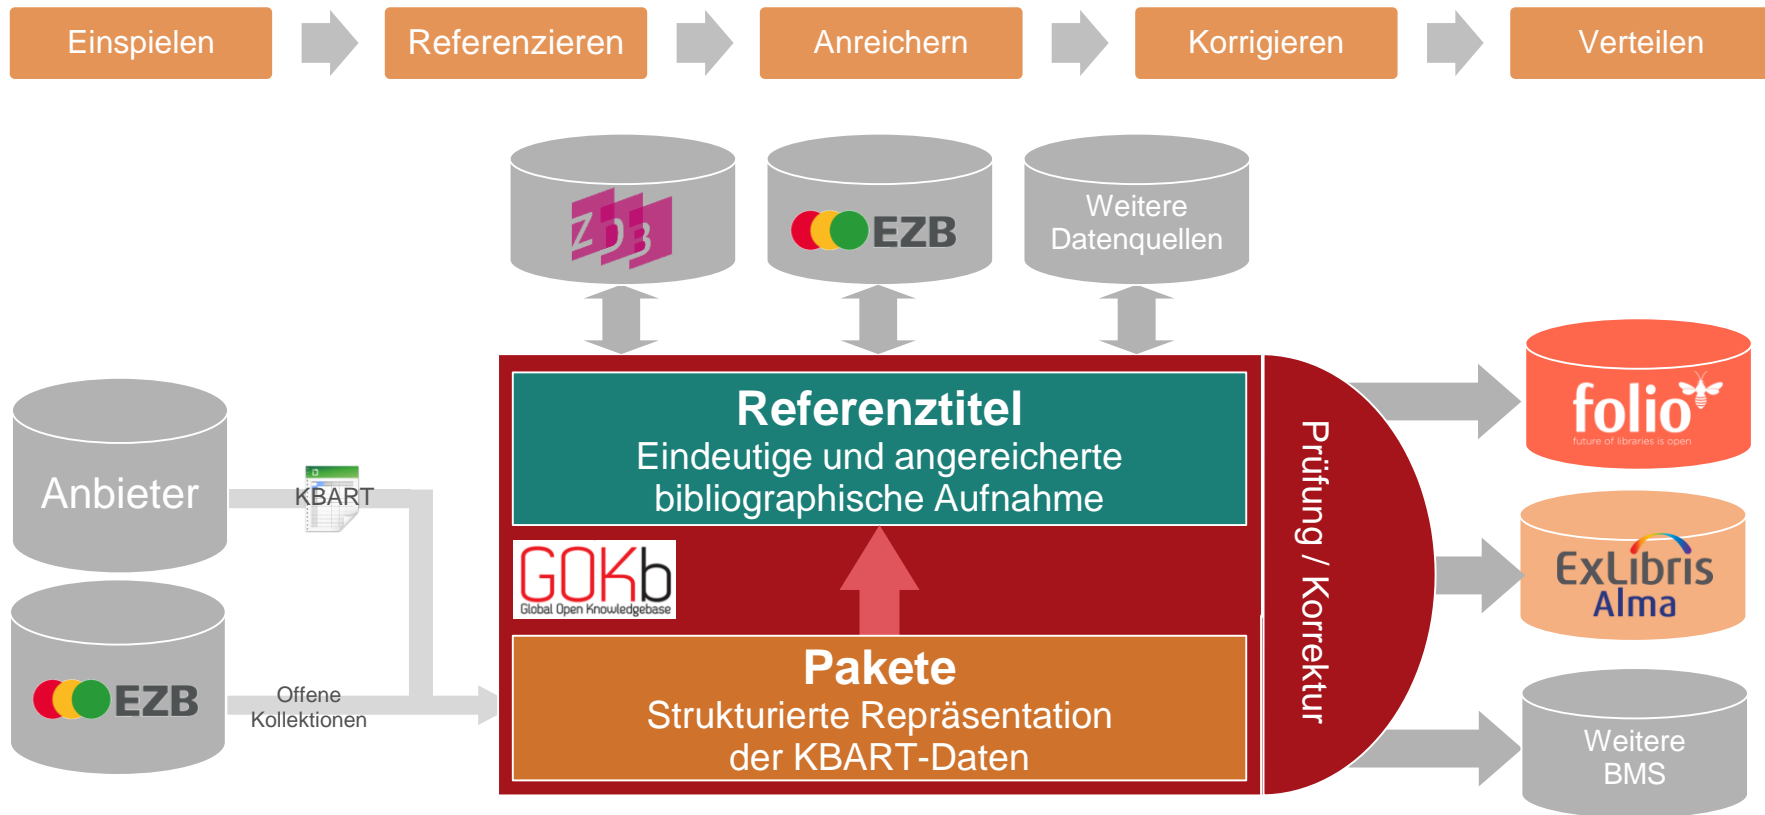 Einspielen
Referenzieren
Anreichern
Korrigieren
Verteilen
ZDB
EZB
Weitere
Datenquellen
Anbieter
KBART
EZB
Offene
Kollektionen
Referenztitel
Eindeutige und angereicherte
bibliographische Aufnahme
GOKb
Global Open Knowledgebase
Pakete
Strukturierte Repräsentation
der KBART-Daten
Prüfung / Korrektur
folio
future of libraries is open
ExLibris
Alma
Weitere
BMS